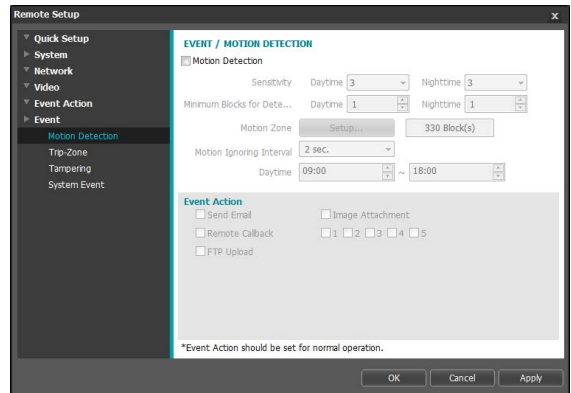 Remote Setup x
Quick Setup
System
Network
Video
Event Action
Event
Motion Detection
Trip-Zone
Tampering
System Event
EVENT / MOTION DETECTION
Motion Detection
Sensitivity Daytime 3 Nighttime 3
Minimum Blocks for Dete... Daytime 1 Nighttime 1
Motion Zone Setup... 330 Block(s)
Motion Ignoring Interval 2 sec.
Daytime 09:00 ~ 18:00
Event Action
Send Email Image Attachment
Remote Callback 1 2 3 4 5
FTP Upload
*Event Action should be set for normal operation.
OK Cancel Apply